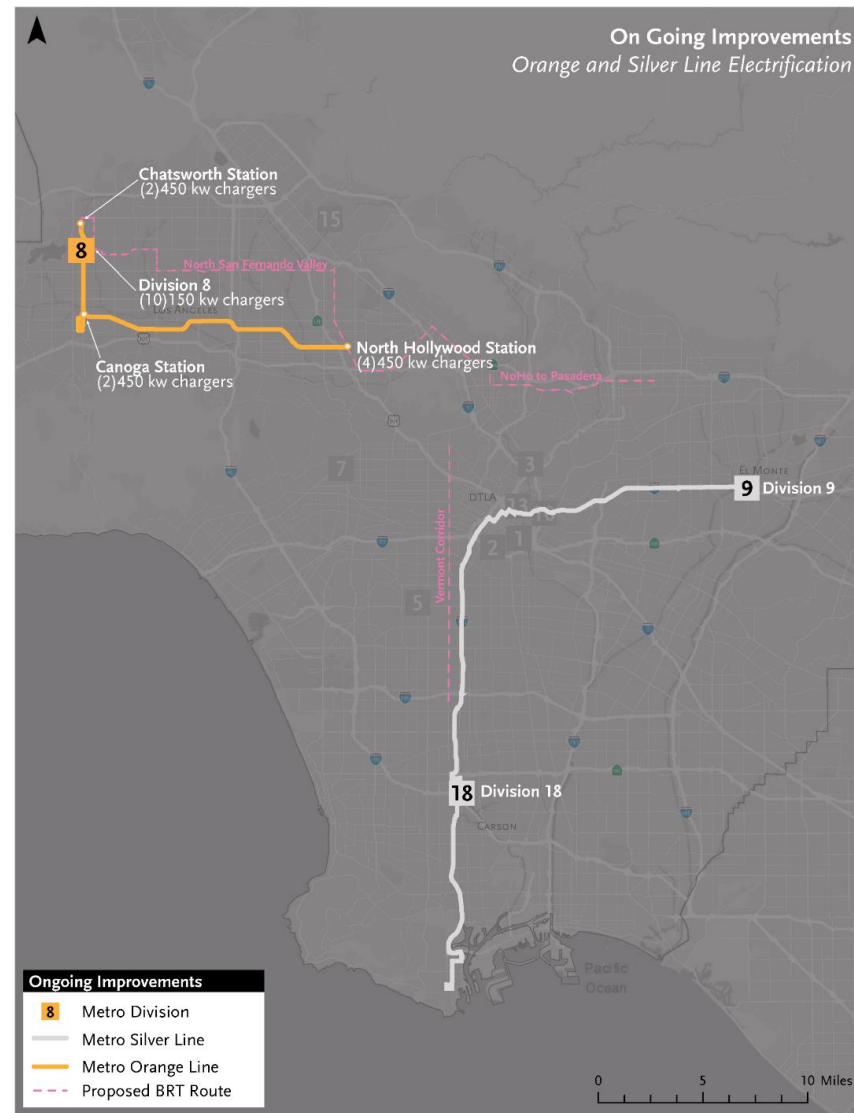 On Going Improvements
Orange and Silver Line Electrification
Chatsworth Station
(2)450 kw chargers
15
8
North San Fernando Valley
Division 8
(10)150 kw chargers
LOS ANGELES
North Hollywood Station
(4)450 kw chargers
Canoga Station
(2)450 kw chargers
NoHo to Pasadena
7
3
EL MONTE
9 Division 9
DTLA
13
2
1
Vermont Corridor
5
18 Division 18
CARSON
Pacific
Ocean
Ongoing Improvements
8 Metro Division
Metro Silver Line
Metro Orange Line
Proposed BRT Route
0 5 10 Miles